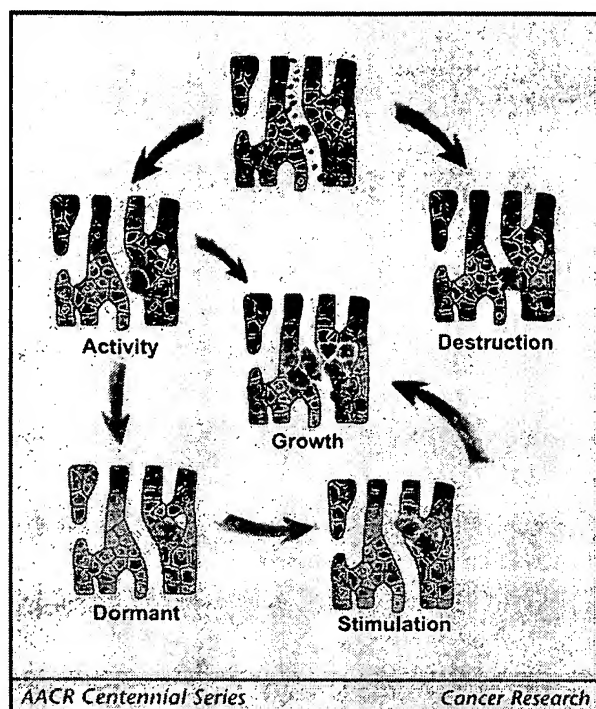 Activity
Destruction
Growth
Dormant
Stimulation
AACR Centennial Series Cancer Research